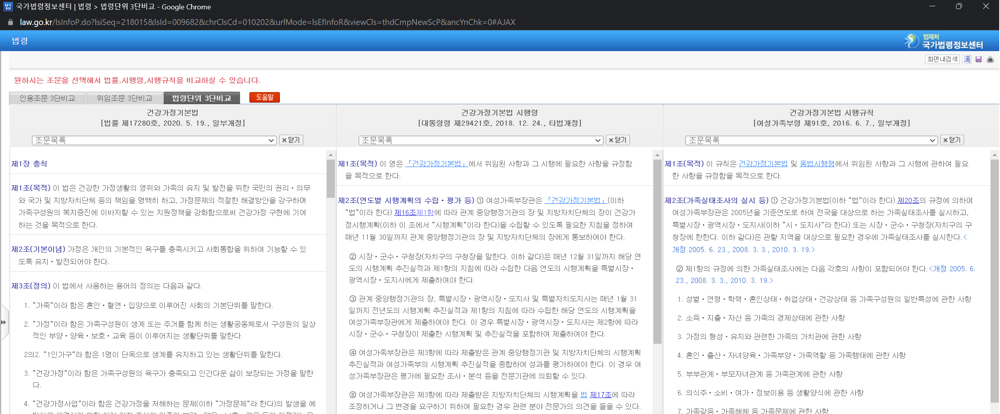 법 국가법령정보센터 | 법령 > 법령단위 3단비교 - Google Chrome
law.go.kr/lsInfoP.do?lsiSeq=218015&lsId=009682&chrClsCd=010202&urlMode=lsEfInfoR&viewCls=thdCmpNewScP&ancYnChk=0#AJAX
법령
법제처
국가법령정보센터
화면내검색 漢
원하시는 조문을 선택해서 법률,시행령,시행규칙을 비교하실 수 있습니다.
인용조문 3단비교 위임조문 3단비교 법령단위 3단비교 도움말
건강가정기본법
[법률 제17280호, 2020. 5. 19., 일부개정]
조문목록 × 닫기
제1장 총칙
제1조(목적) 이 법은 건강한 가정생활의 영위와 가족의 유지 및 발전을 위한 국민의 권리·의무
와 국가 및 지방자치단체 등의 책임을 명백히 하고, 가정문제의 적절한 해결방안을 강구하며
가족구성원의 복지증진에 이바지할 수 있는 지원정책을 강화함으로써 건강가정 구현에 기여
하는 것을 목적으로 한다.
제2조(기본이념) 가정은 개인의 기본적인 욕구를 충족시키고 사회통합을 위하여 기능할 수 있
도록 유지·발전되어야 한다.
제3조(정의) 이 법에서 사용하는 용어의 정의는 다음과 같다.
1. “가족”이라 함은 혼인·혈연·입양으로 이루어진 사회의 기본단위를 말한다.
2. “가정”이라 함은 가족구성원이 생계 또는 주거를 함께 하는 생활공동체로서 구성원의 일상
적인 부양·양육·보호·교육 등이 이루어지는 생활단위를 말한다.
2의2. “1인가구”라 함은 1명이 단독으로 생계를 유지하고 있는 생활단위를 말한다.
3. “건강가정”이라 함은 가족구성원의 욕구가 충족되고 인간다운 삶이 보장되는 가정을 말한
다.
4. “건강가정사업”이라 함은 건강가정을 저해하는 문제(이하 “가정문제”라 한다)의 발생을 예
건강가정기본법 시행령
[대통령령 제29421호, 2018. 12. 24., 타법개정]
조문목록 × 닫기
제1조(목적) 이 영은 「건강가정기본법」에서 위임된 사항과 그 시행에 필요한 사항을 규정함
을 목적으로 한다.
제2조(연도별 시행계획의 수립·평가 등) ① 여성가족부장관은 「건강가정기본법」(이하
“법”이라 한다) 제16조제1항에 따라 관계 중앙행정기관의 장 및 지방자치단체의 장이 건강가
정시행계획(이하 이 조에서 “시행계획”이라 한다)을 수립할 수 있도록 필요한 지침을 정하여
매년 11월 30일까지 관계 중앙행정기관의 장 및 지방자치단체의 장에게 통보하여야 한다.
② 시장·군수·구청장(자치구의 구청장을 말한다. 이하 같다)은 매년 12월 31일까지 해당 연
도의 시행계획 추진실적과 제1항의 지침에 따라 수립한 다음 연도의 시행계획을 특별시장·
광역시장·도지사에게 제출하여야 한다.
③ 관계 중앙행정기관의 장, 특별시장·광역시장·도지사 및 특별자치도지사는 매년 1월 31
일까지 전년도의 시행계획 추진실적과 제1항의 지침에 따라 수립한 해당 연도의 시행계획을
여성가족부장관에게 제출하여야 한다. 이 경우 특별시장·광역시장·도지사는 제2항에 따라
시장·군수·구청장이 제출한 시행계획 및 추진실적을 포함하여 제출하여야 한다.
④ 여성가족부장관은 제3항에 따라 제출받은 관계 중앙행정기관 및 지방자치단체의 시행계획
추진실적과 여성가족부의 시행계획 추진실적을 종합하여 성과를 평가하여야 한다. 이 경우 여
성가족부장관은 평가에 필요한 조사·분석 등을 전문기관에 의뢰할 수 있다.
⑤ 여성가족부장관은 제3항에 따라 제출받은 지방자치단체의 시행계획을 법 제17조에 따라
조정하거나 그 변경을 요구하기 위하여 필요한 경우 관련 분야 전문가의 의견을 들을 수 있다.
건강가정기본법 시행규칙
[여성가족부령 제91호, 2016. 6. 7., 일부개정]
조문목록 × 닫기
제1조(목적) 이 규칙은 건강가정기본법 및 동법시행령에서 위임된 사항과 그 시행에 관하여 필요
한 사항을 규정함을 목적으로 한다.
제2조(가족실태조사의 실시 등) ① 건강가정기본법(이하 “법”이라 한다) 제20조의 규정에 의하여
여성가족부장관은 2005년을 기준연도로 하여 전국을 대상으로 하는 가족실태조사를 실시하고,
특별시장·광역시장·도지사(이하 “시·도지사”라 한다) 또는 시장·군수·구청장(자치구의 구
청장에 한한다. 이하 같다)은 관할 지역을 대상으로 필요한 경우에 가족실태조사를 실시한다.<
개정 2005. 6. 23., 2008. 3. 3., 2010. 3. 19.>
② 제1항의 규정에 의한 가족실태조사에는 다음 각호의 사항이 포함되어야 한다.<개정 2005. 6.
23., 2008. 3. 3., 2010. 3. 19.>
1. 성별·연령·학력·혼인상태·취업상태·건강상태 등 가족구성원의 일반특성에 관한 사항
2. 소득·지출·자산 등 가족의 경제상태에 관한 사항
3. 가정의 형성·유지와 관련한 가족의 가치관에 관한 사항
4. 혼인·출산·자녀양육·가족부양·가족역할 등 가족행태에 관한 사항
5. 부부관계·부모자녀관계 등 가족관계에 관한 사항
6. 의식주·소비·여가·정보이용 등 생활양식에 관한 사항
7. 가족갈등·가족해체 등 가족문제에 관한 사항